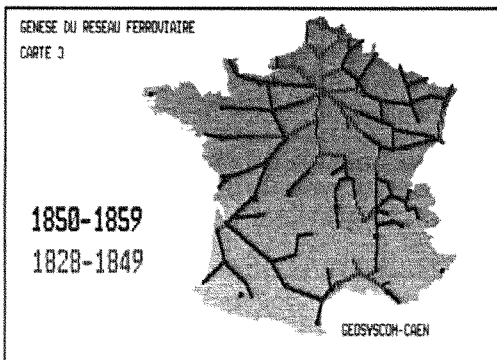 GENESE DU RESEAU FERROVIAIRE
CARTE 3
1850-1859
1828-1849
GEOSYSCOM-CAEN